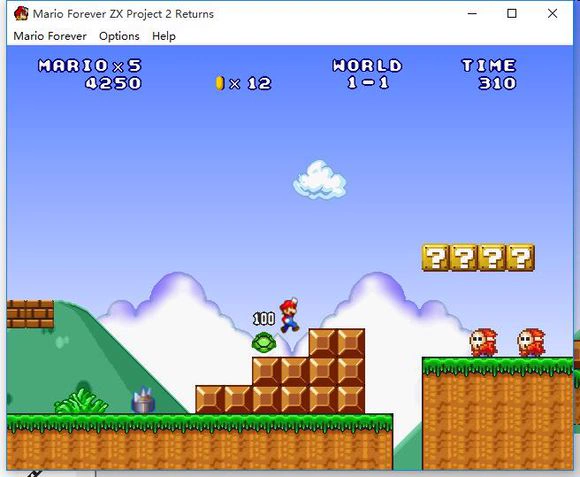 Mario Forever ZX Project 2 Returns
Mario Forever Options Help
MARIO×5 WORLD TIME
4250 ×12 1-1 310
? ? ? ?
100